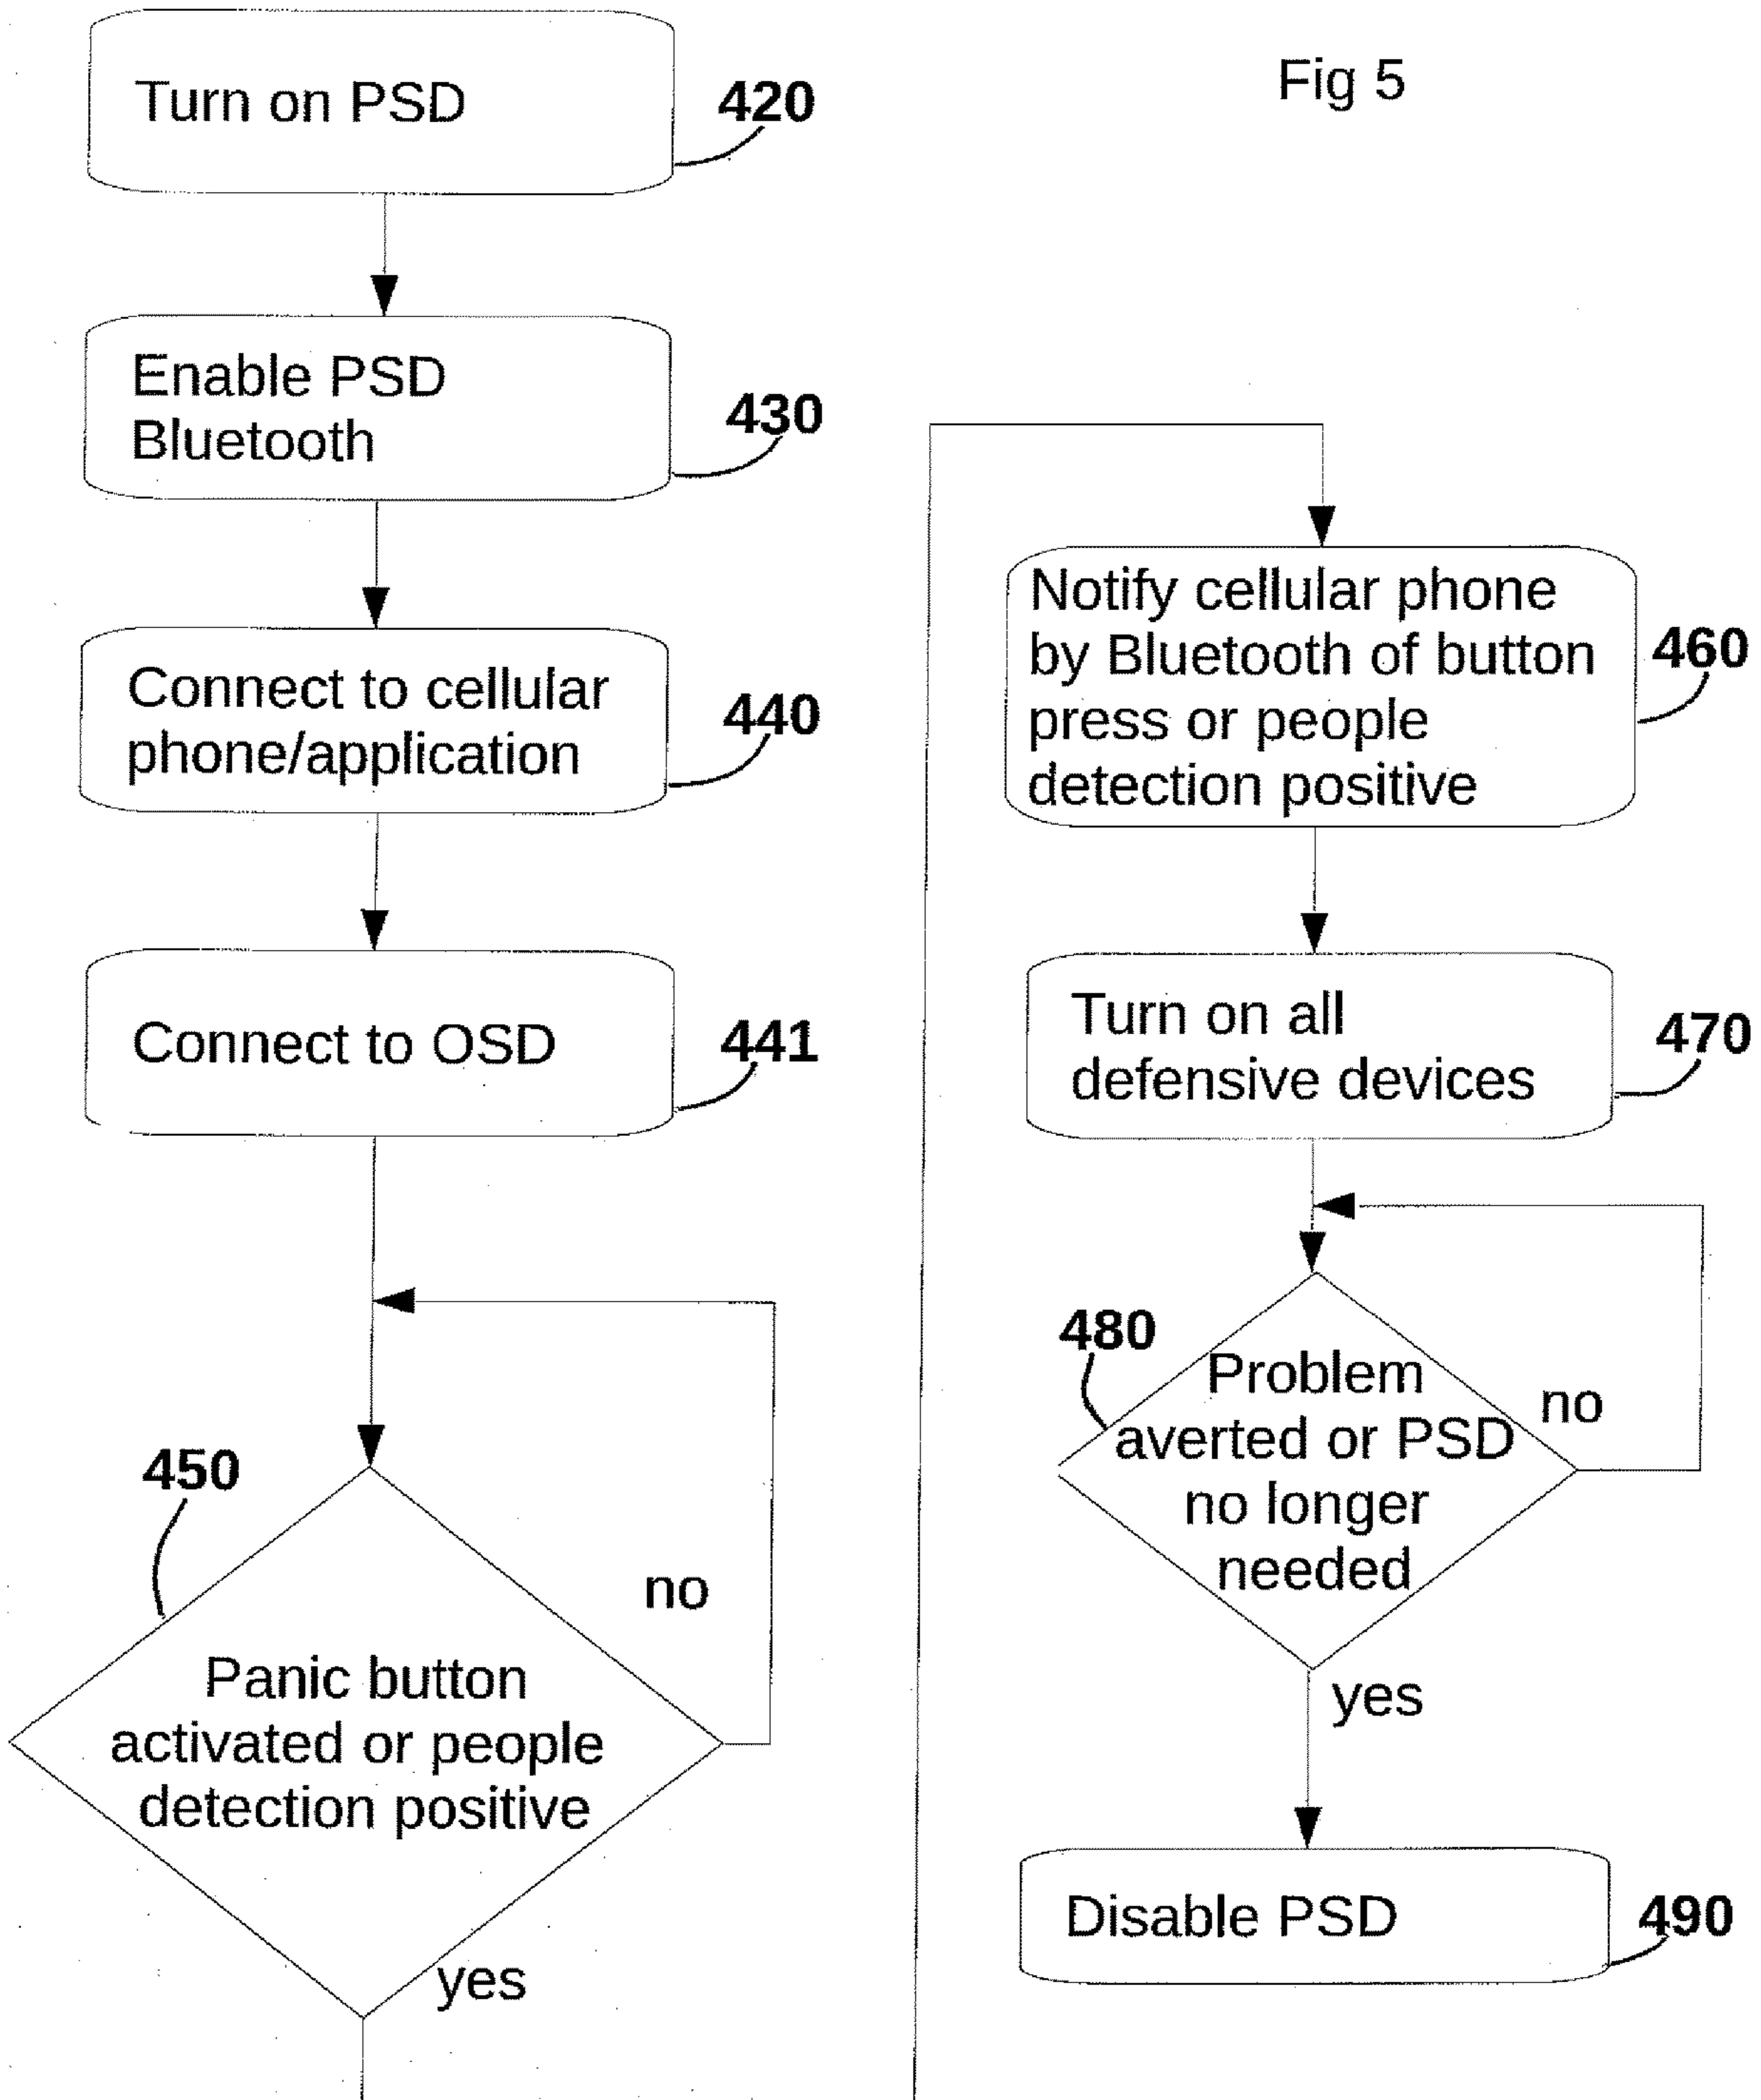 Fig 5
Turn on PSD
420
Enable PSD
Bluetooth
430
Connect to cellular
phone/application
440
Connect to OSD
441
450
no
Panic button
activated or people
detection positive
yes
Notify cellular phone
by Bluetooth of button
press or people
detection positive
460
Turn on all
defensive devices
470
480
Problem
averted or PSD
no longer
needed
no
yes
Disable PSD
490